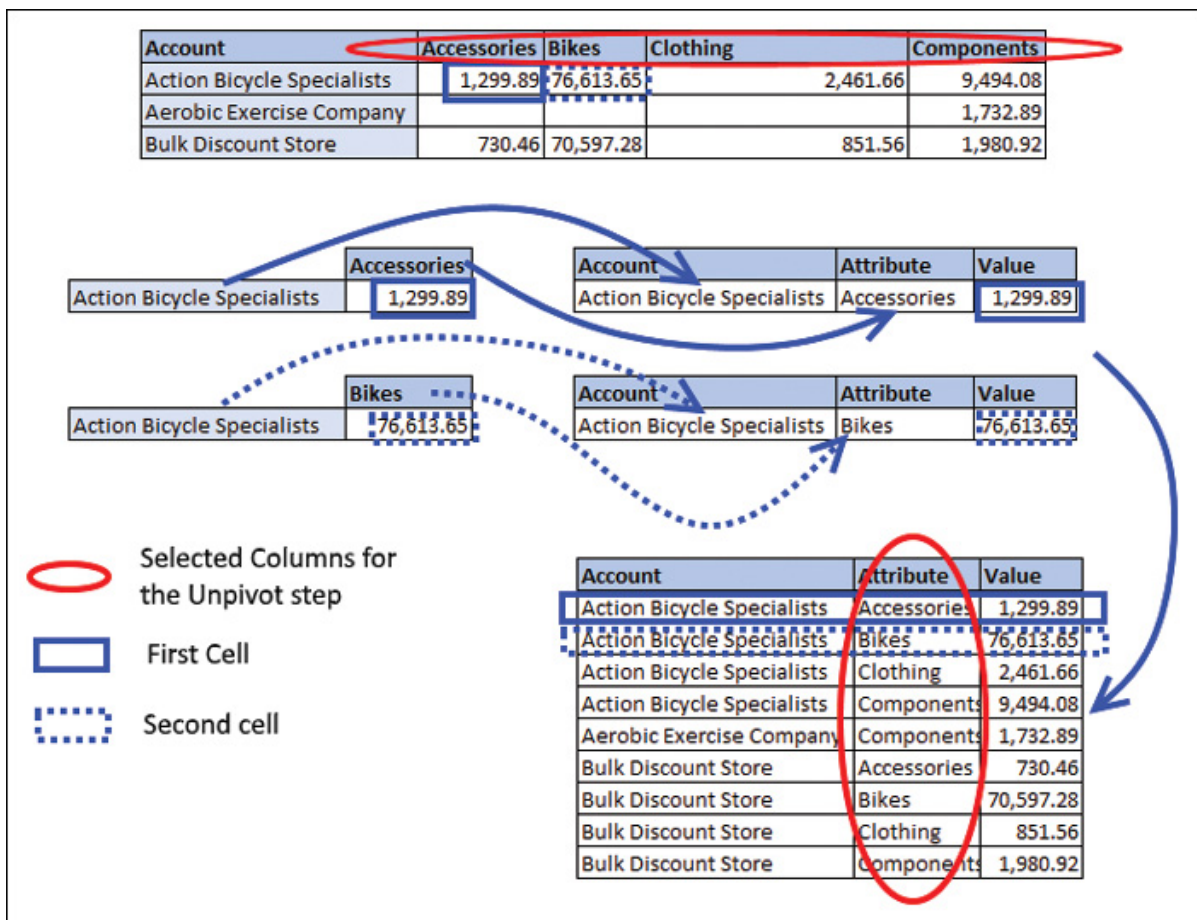 Account Accessories Bikes Clothing Components
Action Bicycle Specialists 1,299.89 76,613.65 2,461.66 9,494.08
Aerobic Exercise Company 1,732.89
Bulk Discount Store 730.46 70,597.28 851.56 1,980.92
Accessories
Action Bicycle Specialists 1,299.89
Account Attribute Value
Action Bicycle Specialists Accessories 1,299.89
Bikes
Action Bicycle Specialists 76,613.65
Account Attribute Value
Action Bicycle Specialists Bikes 76,613.65
Selected Columns for
the Unpivot step
First Cell
Second cell
Account Attribute Value
Action Bicycle Specialists Accessories 1,299.89
Action Bicycle Specialists Bikes 76,613.65
Action Bicycle Specialists Clothing 2,461.66
Action Bicycle Specialists Components 9,494.08
Aerobic Exercise Company Components 1,732.89
Bulk Discount Store Accessories 730.46
Bulk Discount Store Bikes 70,597.28
Bulk Discount Store Clothing 851.56
Bulk Discount Store Components 1,980.92